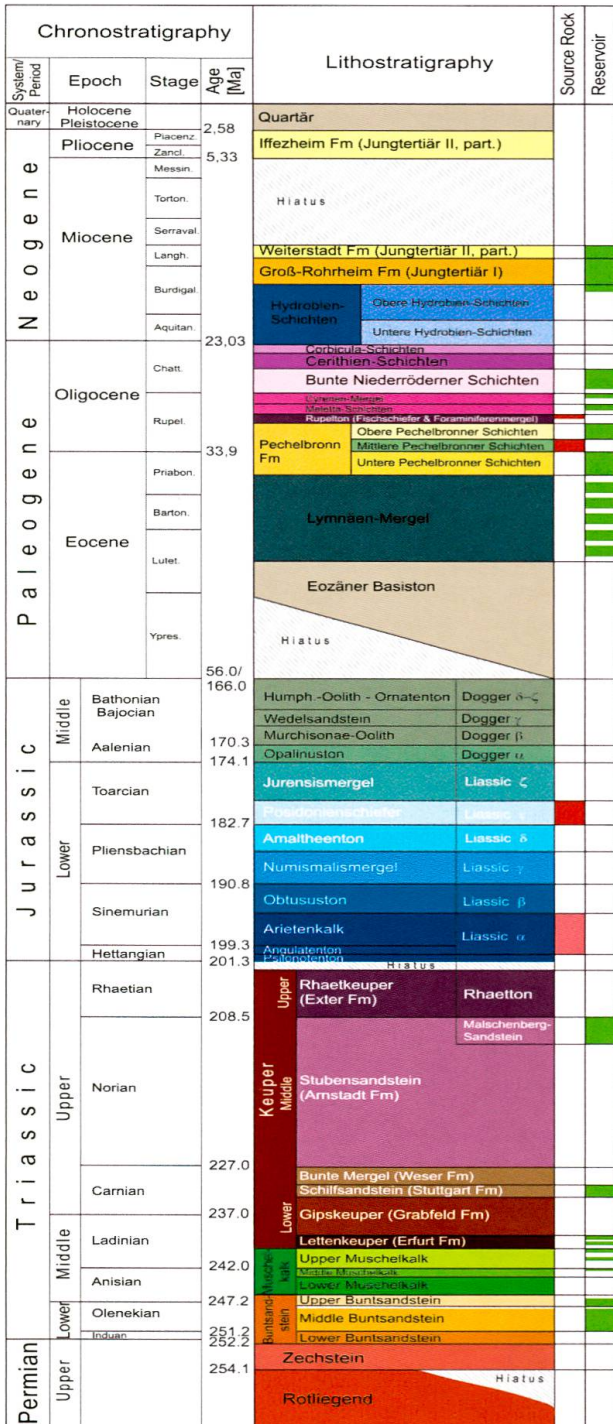 Chronostratigraphy
Lithostratigraphy
Source Rock
Reservoir
System/
Period
Epoch
Stage
Age
[Ma]
Quater-
nary
Holocene
Pleistocene
2,58
Quartär
Neogene
Pliocene
Piacenz.
Zancl.
5,33
Iffezheim Fm (Jungtertiär II, part.)
Miocene
Messin.
Torton.
Serraval.
Langh.
Burdigal.
Aquitan.
23,03
Hiatus
Weiterstadt Fm (Jungtertiär II, part.)
Groß-Rohrheim Fm (Jungtertiär I)
Hydrobien-
Schichten
Obere Hydrobien-Schichten
Untere Hydrobien-Schichten
Paleogene
Oligocene
Chatt.
Rupel.
33,9
Corbicula-Schichten
Cerithien-Schichten
Bunte Niederröderner Schichten
Cyrenen-Mergel
Meletta-Schichten
Rupelton (Fischschiefer & Foraminiferenmergel)
Pechelbronn
Fm
Obere Pechelbronner Schichten
Mittlere Pechelbronner Schichten
Untere Pechelbronner Schichten
Eocene
Priabon.
Barton.
Lutet.
Ypres.
56.0/
Lymnäen-Mergel
Eozäner Basiston
Hiatus
Jurassic
Middle
166.0
Bathonian
Bajocian
Aalenian
170.3
174.1
Humph.-Oolith - Ornatenton
Dogger δ-ζ
Wedelsandstein
Dogger γ
Murchisonae-Oolith
Dogger β
Opalinuston
Dogger α
Lower
Toarcian
182.7
Pliensbachian
190.8
Sinemurian
199.3
Hettangian
201.3
Jurensismergel
Liassic ζ
Posidonienschiefer
Liassic ε
Amaltheenton
Liassic δ
Numismalismergel
Liassic γ
Obtususton
Liassic β
Arietenkalk
Liassic α
Angulatenton
Psilonotenton
Hiatus
Triassic
Upper
Rhaetian
208.5
Norian
227.0
Carnian
237.0
Keuper
Upper
Rhaetkeuper
(Exter Fm)
Rhaetton
Malschenberg-
Sandstein
Middle
Stubensandstein
(Arnstadt Fm)
Bunte Mergel (Weser Fm)
Schilfsandstein (Stuttgart Fm)
Gipskeuper (Grabfeld Fm)
Lower
Lettenkeuper (Erfurt Fm)
Middle
Ladinian
242.0
Anisian
247.2
Muschel-
kalk
Upper Muschelkalk
Middle Muschelkalk
Lower Muschelkalk
Lower
Olenekian
251.2
Induan
252.2
Buntsand-
stein
Upper Buntsandstein
Middle Buntsandstein
Lower Buntsandstein
Permian
Upper
254.1
Zechstein
Hiatus
Rotliegend